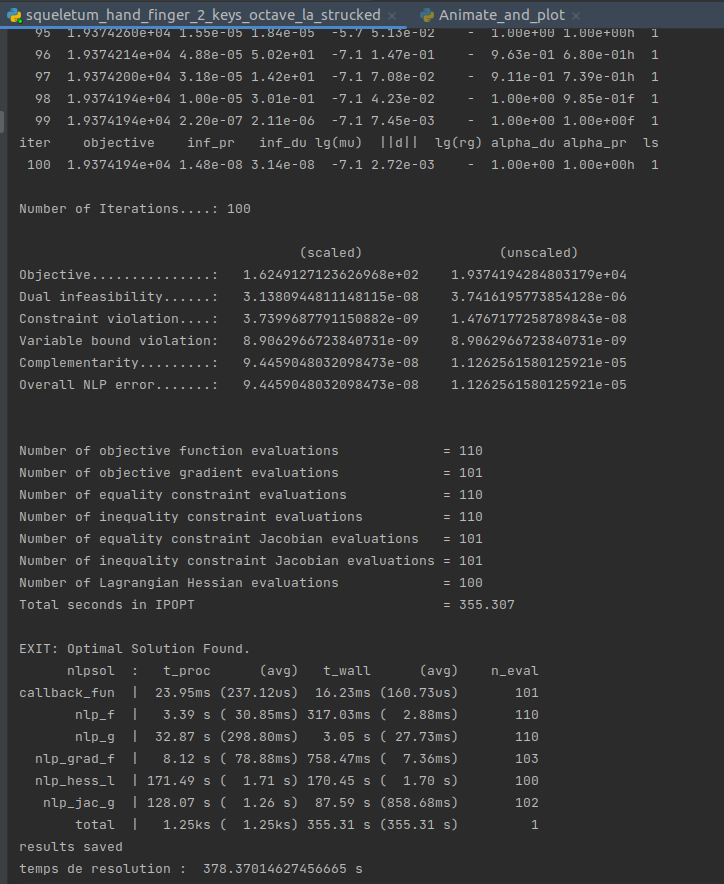 squeletum_hand_finger_2_keys_octave_la_strucked × Animate_and_plot ×
95 1.9374260e+04 1.55e-05 1.84e-05 -5.7 5.13e-02 - 1.00e+00 1.00e+00h 1
96 1.9374214e+04 4.88e-05 5.02e+01 -7.1 1.47e-01 - 9.63e-01 6.80e-01h 1
97 1.9374200e+04 3.18e-05 1.42e+01 -7.1 7.08e-02 - 9.11e-01 7.39e-01h 1
98 1.9374194e+04 1.00e-05 3.01e-01 -7.1 4.23e-02 - 1.00e+00 9.85e-01f 1
99 1.9374194e+04 2.20e-07 2.11e-06 -7.1 7.45e-03 - 1.00e+00 1.00e+00f 1
iter objective inf_pr inf_du lg(mu) ||d|| lg(rg) alpha_du alpha_pr ls
100 1.9374194e+04 1.48e-08 3.14e-08 -7.1 2.72e-03 - 1.00e+00 1.00e+00h 1
Number of Iterations....: 100
(scaled) (unscaled)
Objective...............: 1.6249127123626968e+02 1.9374194284803179e+04
Dual infeasibility......: 3.1380944811148115e-08 3.7416195773854128e-06
Constraint violation....: 3.7399687791150882e-09 1.4767177258789843e-08
Variable bound violation: 8.9062966723840731e-09 8.9062966723840731e-09
Complementarity.........: 9.4459048032098473e-08 1.1262561580125921e-05
Overall NLP error.......: 9.4459048032098473e-08 1.1262561580125921e-05
Number of objective function evaluations = 110
Number of objective gradient evaluations = 101
Number of equality constraint evaluations = 110
Number of inequality constraint evaluations = 110
Number of equality constraint Jacobian evaluations = 101
Number of inequality constraint Jacobian evaluations = 101
Number of Lagrangian Hessian evaluations = 100
Total seconds in IPOPT = 355.307
EXIT: Optimal Solution Found.
nlpsol : t_proc (avg) t_wall (avg) n_eval
callback_fun | 23.95ms (237.12us) 16.23ms (160.73us) 101
nlp_f | 3.39 s ( 30.85ms) 317.03ms ( 2.88ms) 110
nlp_g | 32.87 s (298.80ms) 3.05 s ( 27.73ms) 110
nlp_grad_f | 8.12 s ( 78.88ms) 758.47ms ( 7.36ms) 103
nlp_hess_l | 171.49 s ( 1.71 s) 170.45 s ( 1.70 s) 100
nlp_jac_g | 128.07 s ( 1.26 s) 87.59 s (858.68ms) 102
total | 1.25ks ( 1.25ks) 355.31 s (355.31 s) 1
results saved
temps de resolution : 378.37014627456665 s